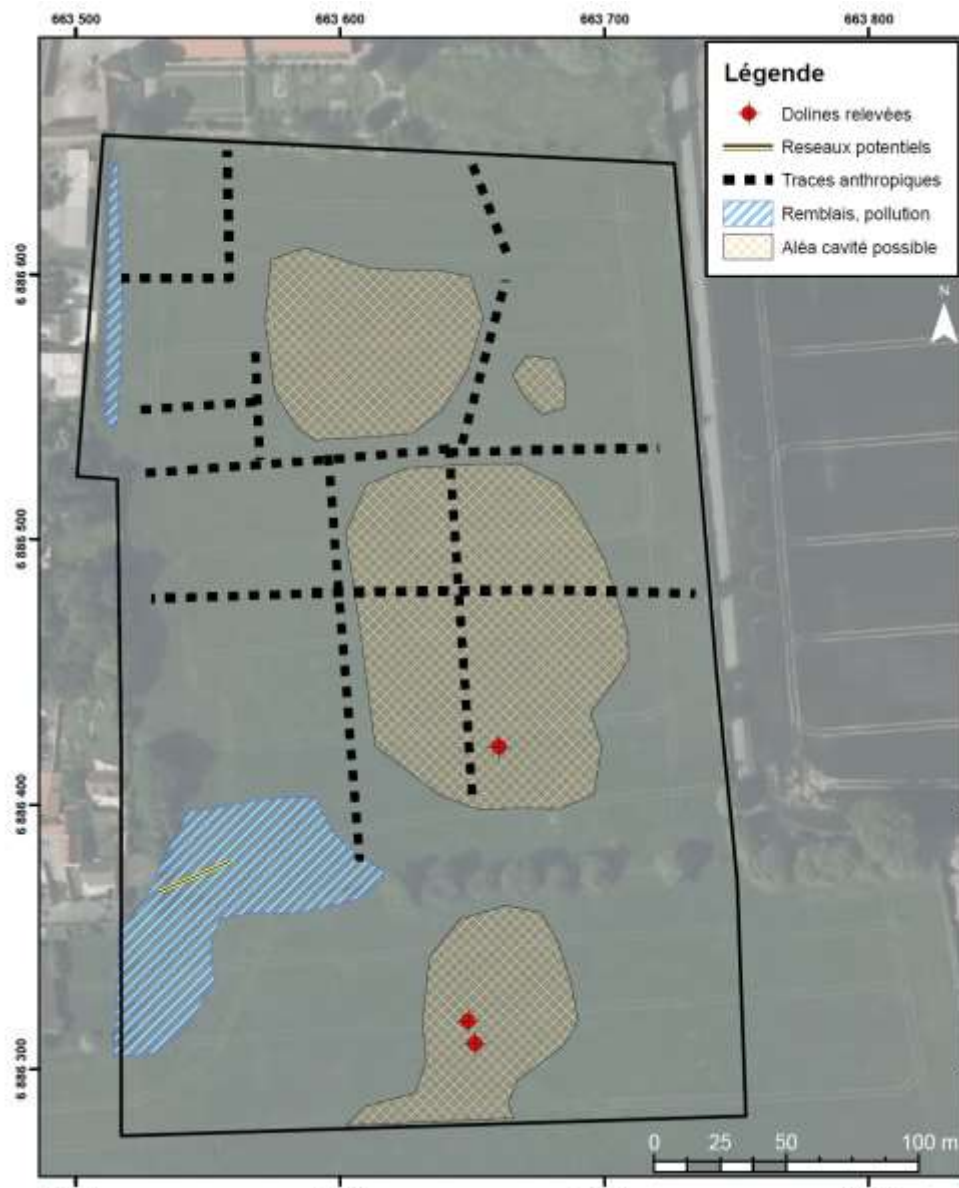 663 500
663 600
663 700
663 800
Légende
Dolines relevées
Reseaux potentiels
Traces anthropiques
Remblais, pollution
Aléa cavité possible
6 886 600
N
6 886 500
6 886 400
6 886 300
0 25 50 100 m